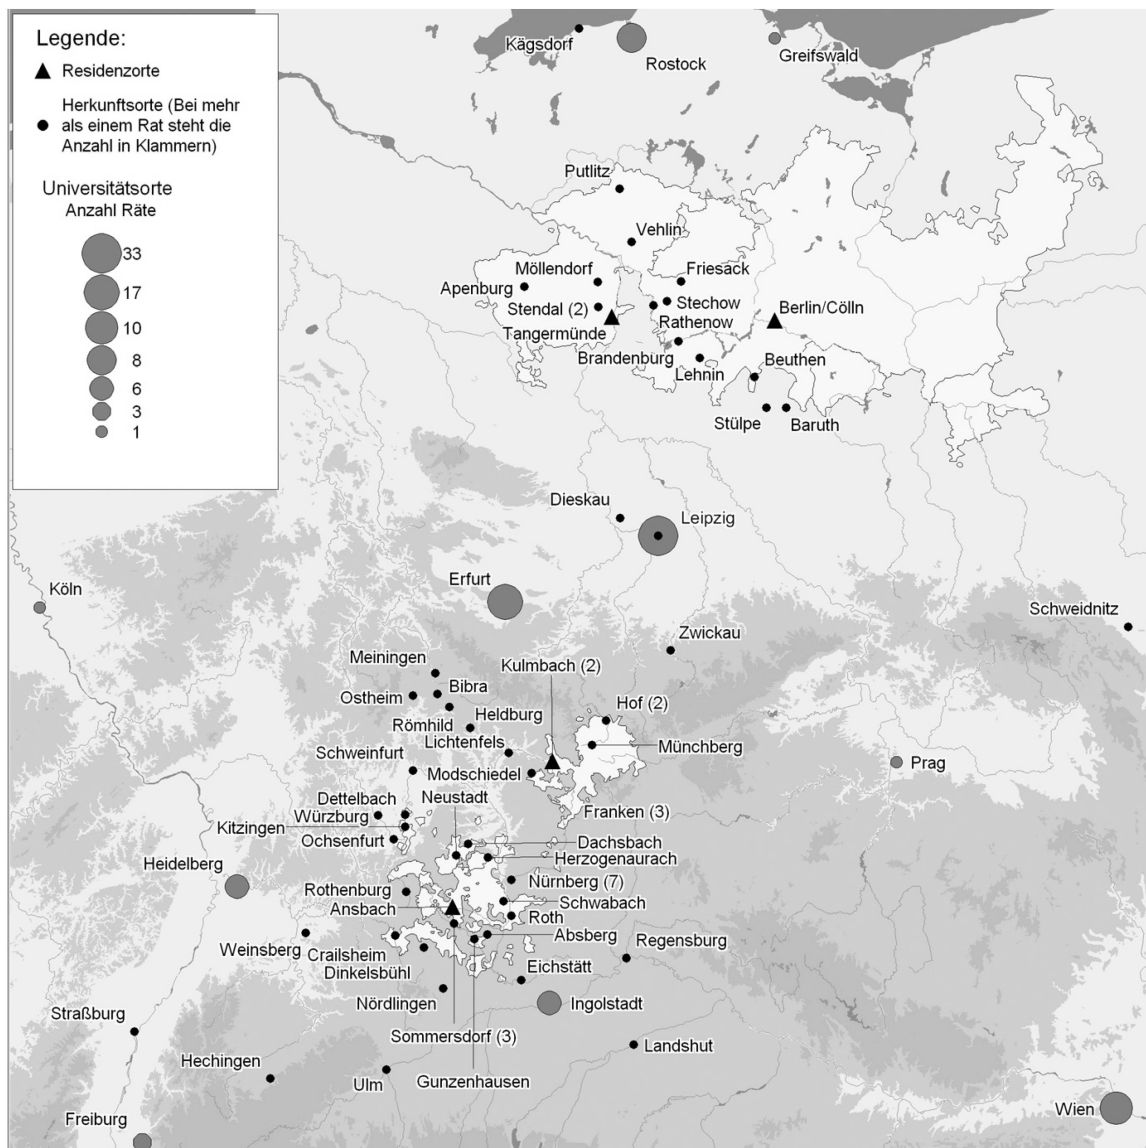 Legende:
Residenzorte
Herkunftsorte (Bei mehr
als einem Rat steht die
Anzahl in Klammern)
Universitätsorte
Anzahl Räte
33
17
10
8
6
3
1
Kägsdorf
Rostock
Greifswald
Putlitz
Vehlin
Möllendorf
Friesack
Apenburg
Stendal (2)
Stechow
Berlin/Cölln
Tangermünde
Rathenow
Brandenburg
Beuthen
Lehnin
Stülpe
Baruth
Dieskau
Leipzig
Erfurt
Köln
Schweidnitz
Zwickau
Meiningen
Kulmbach (2)
Bibra
Ostheim
Hof (2)
Römhild
Heldburg
Lichtenfels
Schweinfurt
Münchberg
Modschiedel
Prag
Neustadt
Dettelbach
Franken (3)
Würzburg
Kitzingen
Ochsenfurt
Dachsbach
Herzogenaurach
Heidelberg
Nürnberg (7)
Rothenburg
Schwabach
Ansbach
Roth
Absberg
Regensburg
Weinsberg
Crailsheim
Dinkelsbühl
Eichstätt
Nördlingen
Ingolstadt
Straßburg
Sommersdorf (3)
Landshut
Hechingen
Ulm
Gunzenhausen
Wien
Freiburg